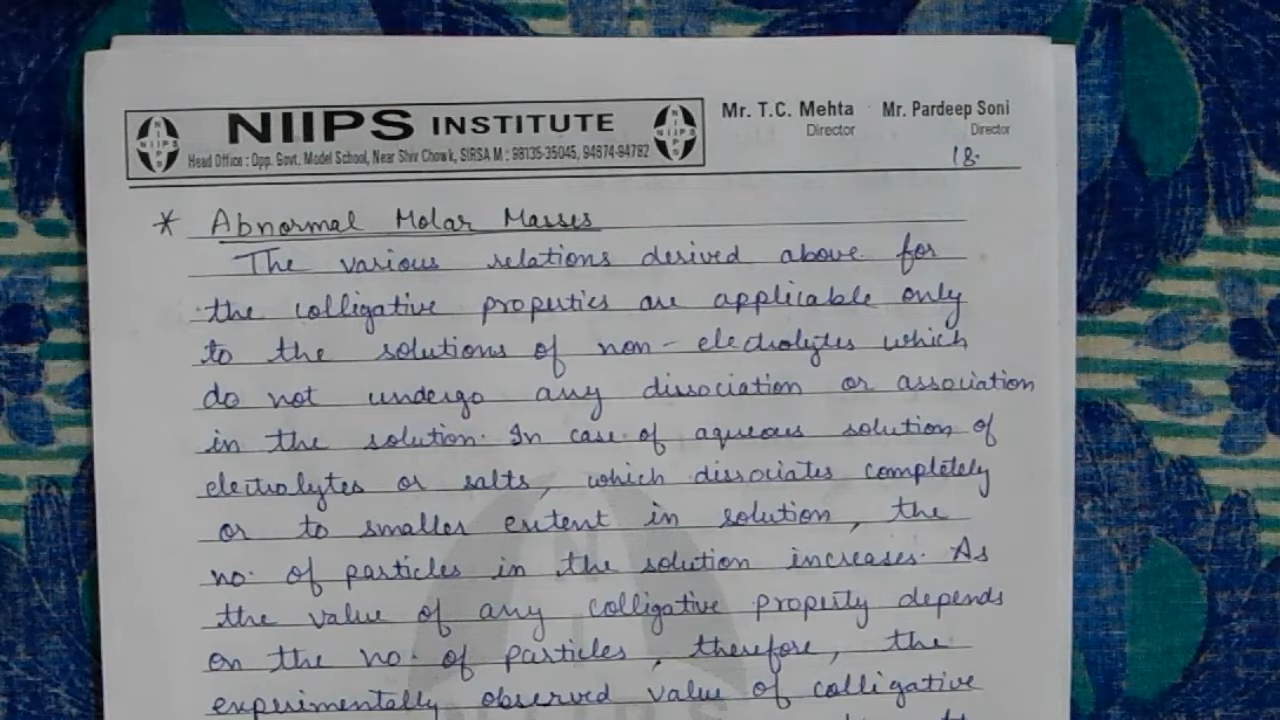 NIIPS INSTITUTE
Head Office : Opp. Govt. Model School, Near Shiv Chowk, SIRSA M : 98135-35045, 94674-94782
Mr. T.C. Mehta Mr. Pardeep Soni
Director Director
18.
* Abnormal Molar Masses
The various relations derived above for
the colligative properties are applicable only
to the solutions of non-electrolytes which
do not undergo any dissociation or association
in the solution. In case of aqueous solution of
electrolytes or salts, which dissociates completely
or to smaller extent in solution, the
no. of particles in the solution increases. As
the value of any colligative property depends
on the no. of particles, therefore, the
experimentally observed value of colligative